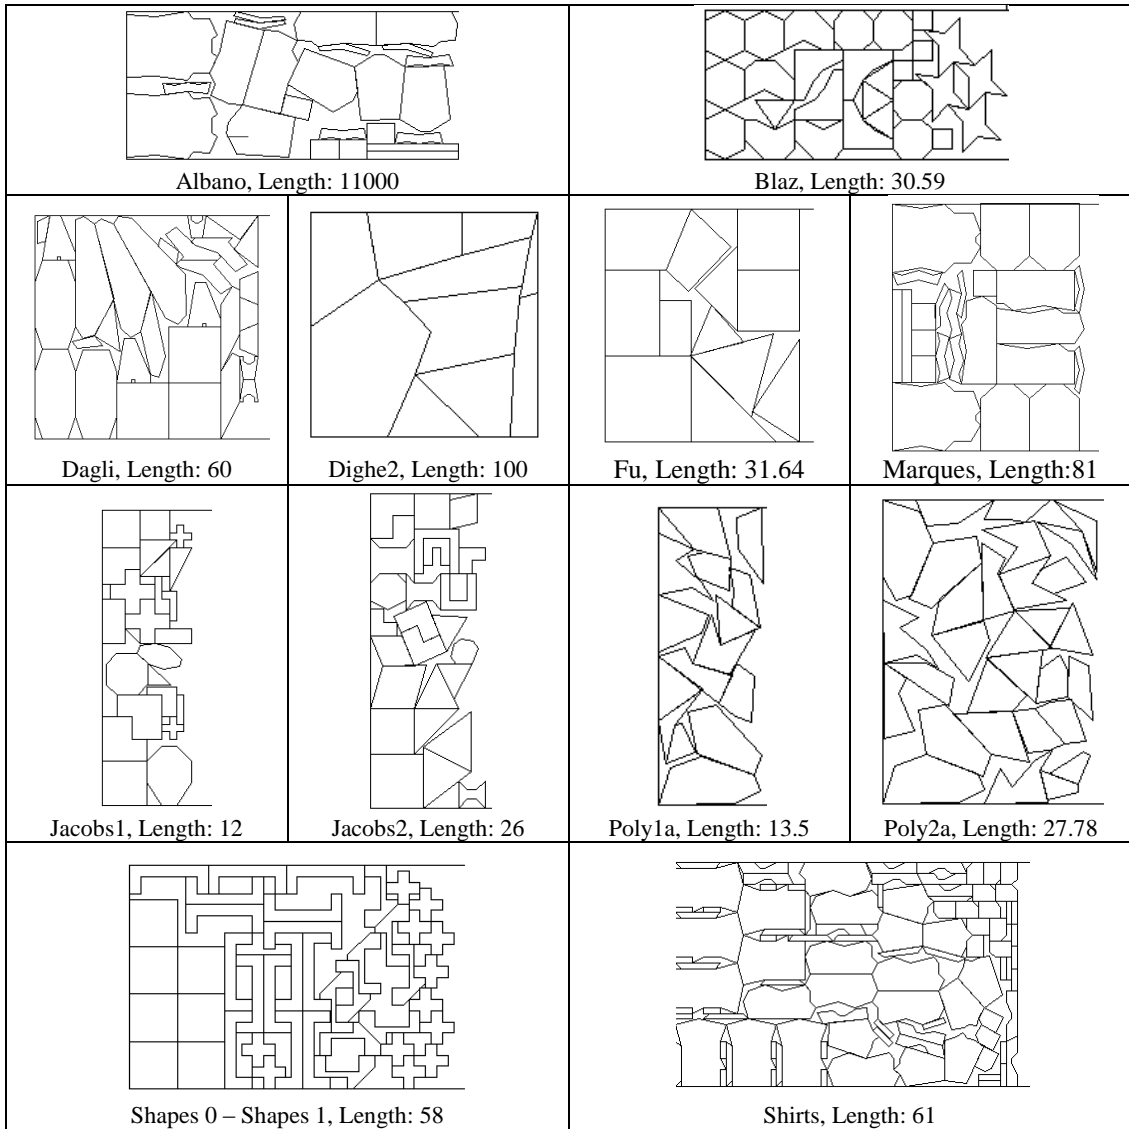 Albano, Length: 11000
Blaz, Length: 30.59
Dagli, Length: 60
Dighe2, Length: 100
Fu, Length: 31.64
Marques, Length:81
Jacobs1, Length: 12
Jacobs2, Length: 26
Poly1a, Length: 13.5
Poly2a, Length: 27.78
Shapes 0 – Shapes 1, Length: 58
Shirts, Length: 61